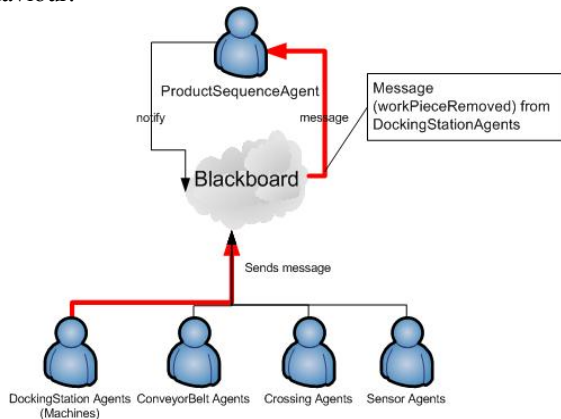 ProductSequenceAgent
notify
message
Message
(workPieceRemoved) from
DockingStationAgents
Blackboard
Sends message
DockingStation Agents
(Machines)
ConveyorBelt Agents
Crossing Agents
Sensor Agents